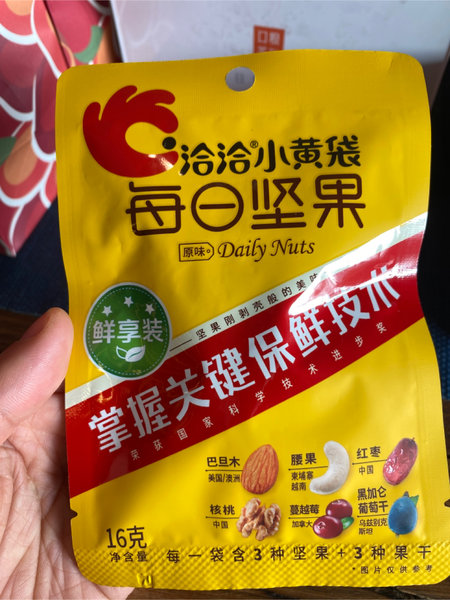 洽洽®小黄袋
每日坚果
原味 Daily Nuts
鲜享装
——坚果刚剥壳般的美味
掌握关键保鲜技术
荣获国家科学技术进步奖
巴旦木
美国/澳洲
腰果
柬埔寨
越南
红枣
中国
核桃
中国
蔓越莓
加拿大
黑加仑
葡萄干
乌兹别克
斯坦
16克
净含量
每一袋含3种坚果+3种果干
*图片仅供参考